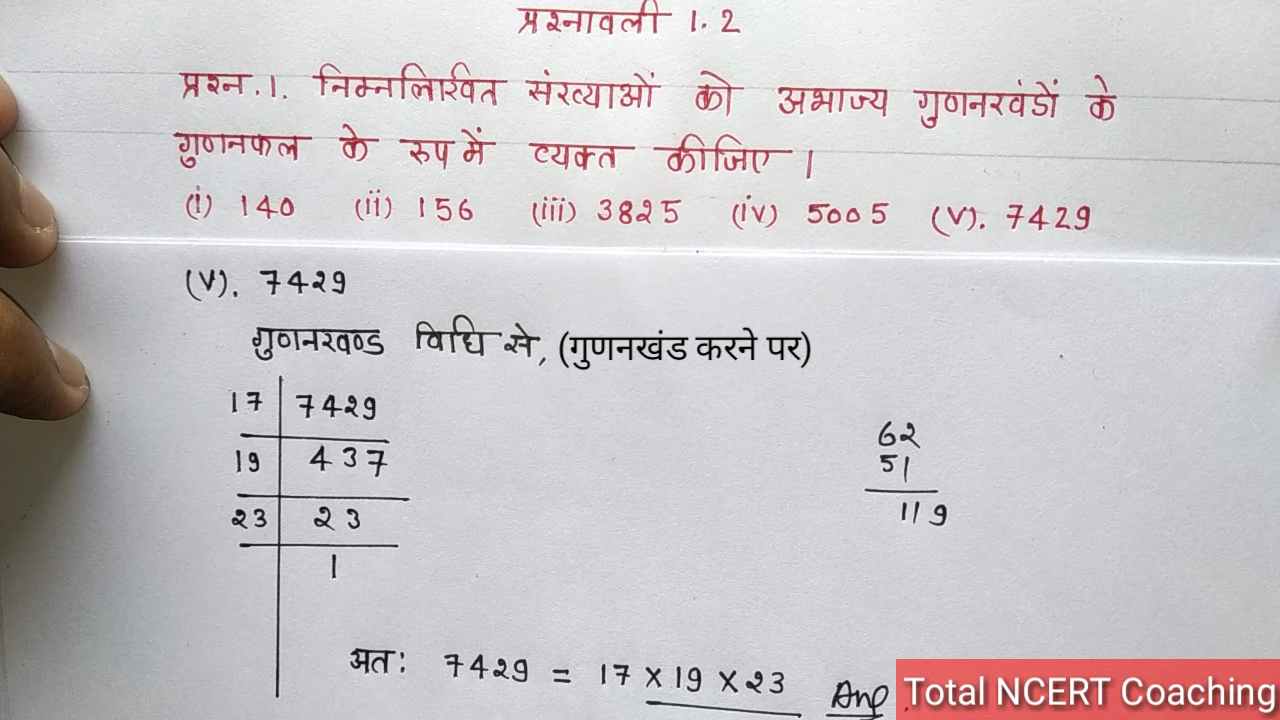 प्रश्नावली 1.2
प्रश्न.1. निम्नलिखित संख्याओं को अभाज्य गुणनखंडों के
गुणनफल के रुप में व्यक्त कीजिए ।
(i) 140 (ii) 156 (iii) 3825 (iv) 5005 (v). 7429
(v). 7429
गुणनखण्ड विधि से, (गुणनखंड करने पर)
17 7429
19 437
23 23
1
62
51
119
अतः 7429 = 17 × 19 × 23 Ans
Total NCERT Coaching